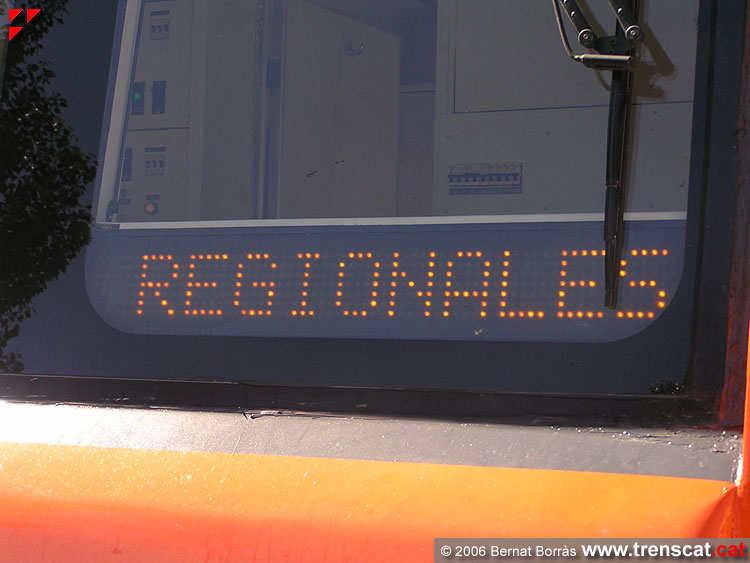 REGIONALES
© 2006 Bernat Borràs www.trenscat.cat